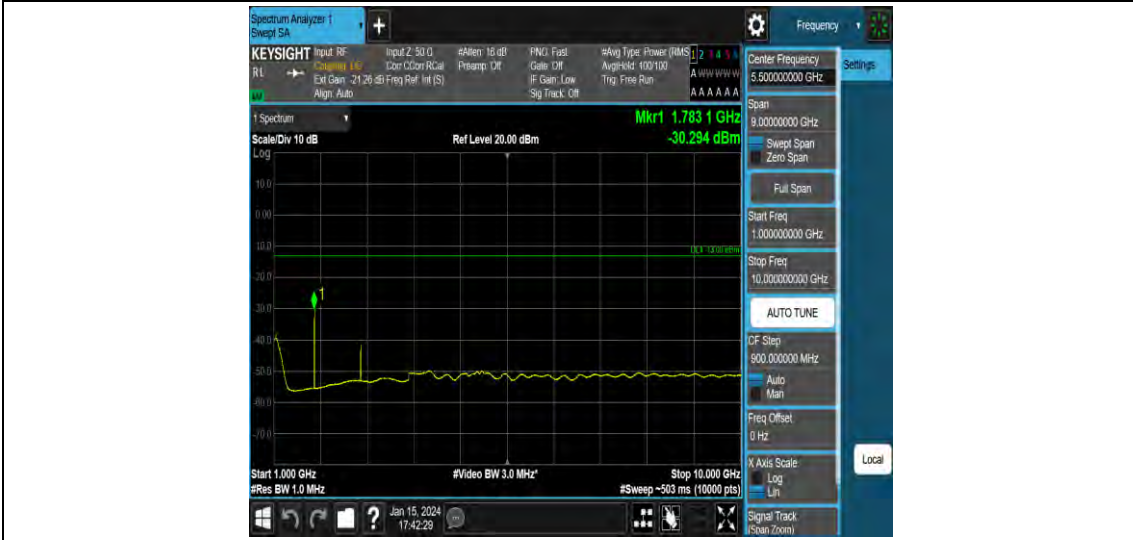 Spectrum Analyzer 1
Swept SA
Frequency
KEYSIGHT
RL
Input: RF
Ext Gain: -21.26 dB
Align: Auto
Input Z: 50 Ω
Corr CCorr RCal
Freq Ref: Int (S)
#Atten: 16 dB
Preamp: Off
PNO: Fast
Gate: Off
IF Gain: Low
Sig Track: Off
#Avg Type: Power (RMS
Avg|Hold: 100/100
Trig: Free Run
1 2 3 4 5 6
A W W W W W
A A A A A A
1 Spectrum
Mkr1 1.783 1 GHz
-30.294 dBm
Scale/Div 10 dB
Ref Level 20.00 dBm
Log
10.0
0.00
-10.0
-20.0
-30.0
-40.0
-50.0
-60.0
-70.0
1
Start 1.000 GHz
#Video BW 3.0 MHz*
Stop 10.000 GHz
#Res BW 1.0 MHz
#Sweep ~503 ms (10000 pts)
Jan 15, 2024
17:42:29
Center Frequency
5.500000000 GHz
Settings
Span
9.00000000 GHz
Swept Span
Zero Span
Full Span
Start Freq
1.000000000 GHz
Stop Freq
10.000000000 GHz
AUTO TUNE
CF Step
900.000000 MHz
Auto
Man
Freq Offset
0 Hz
X Axis Scale
Log
Lin
Local
Signal Track
(Span Zoom)